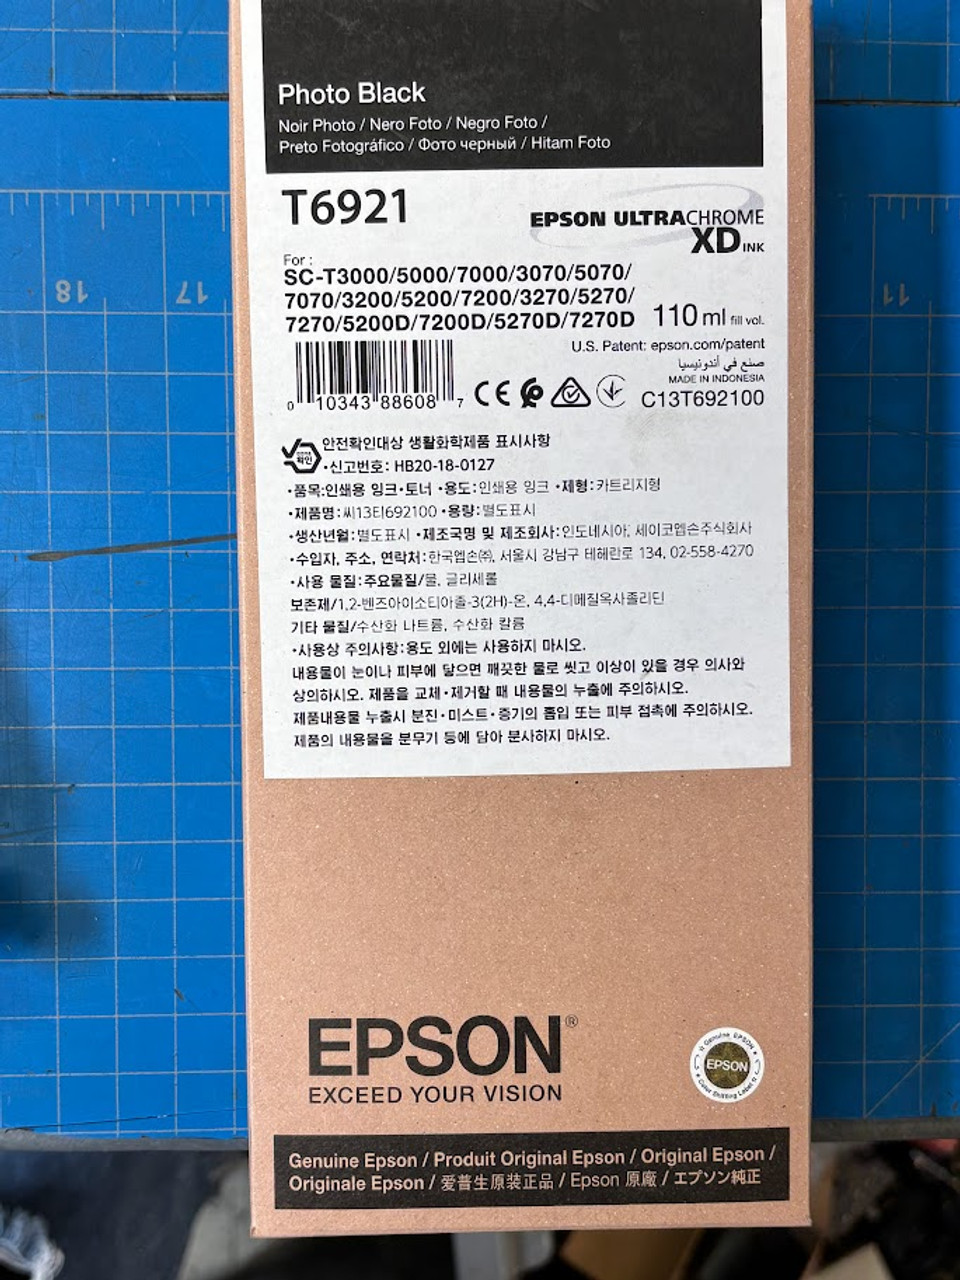 Photo Black
Noir Photo / Nero Foto / Negro Foto /
Preto Fotográfico / Фото черный / Hitam Foto
T6921
EPSON ULTRACHROME
XD INK
For :
SC-T3000/5000/7000/3070/5070/
7070/3200/5200/7200/3270/5270/
7270/5200D/7200D/5270D/7270D
110 ml fill vol.
U.S. Patent: epson.com/patent
صنع في أندونيسيا
MADE IN INDONESIA
C13T692100
0 10343 88608 7
CE
안전확인대상 생활화학제품 표시사항
확인
•신고번호: HB20-18-0127
•품목:인쇄용 잉크•토너 •용도:인쇄용 잉크 •제형:카트리지형
•제품명:씨13티692100 •용량:별도표시
•생산년월:별도표시 •제조국명 및 제조회사:인도네시아, 세이코엡손주식회사
•수입자, 주소, 연락처:한국엡손㈜, 서울시 강남구 테헤란로 134, 02-558-4270
•사용 물질:주요물질/물, 글리세롤
보존제/1,2-벤즈아이소티아졸-3(2H)-온, 4,4-디메질옥사졸리딘
기타 물질/수산화 나트륨, 수산화 칼륨
•사용상 주의사항:용도 외에는 사용하지 마시오.
내용물이 눈이나 피부에 닿으면 깨끗한 물로 씻고 이상이 있을 경우 의사와
상의하시오. 제품을 교체•제거할 때 내용물의 누출에 주의하시오.
제품내용물 누출시 분진•미스트•증기의 흡입 또는 피부 접촉에 주의하시오.
제품의 내용물을 분무기 등에 담아 분사하지 마시오.
EPSON®
EXCEED YOUR VISION
Genuine EPSON
EPSON
Color Shifting Label
Genuine Epson / Produit Original Epson / Original Epson /
Originale Epson / 爱普生原装正品 / Epson 原廠 / エプソン純正
18
17
11